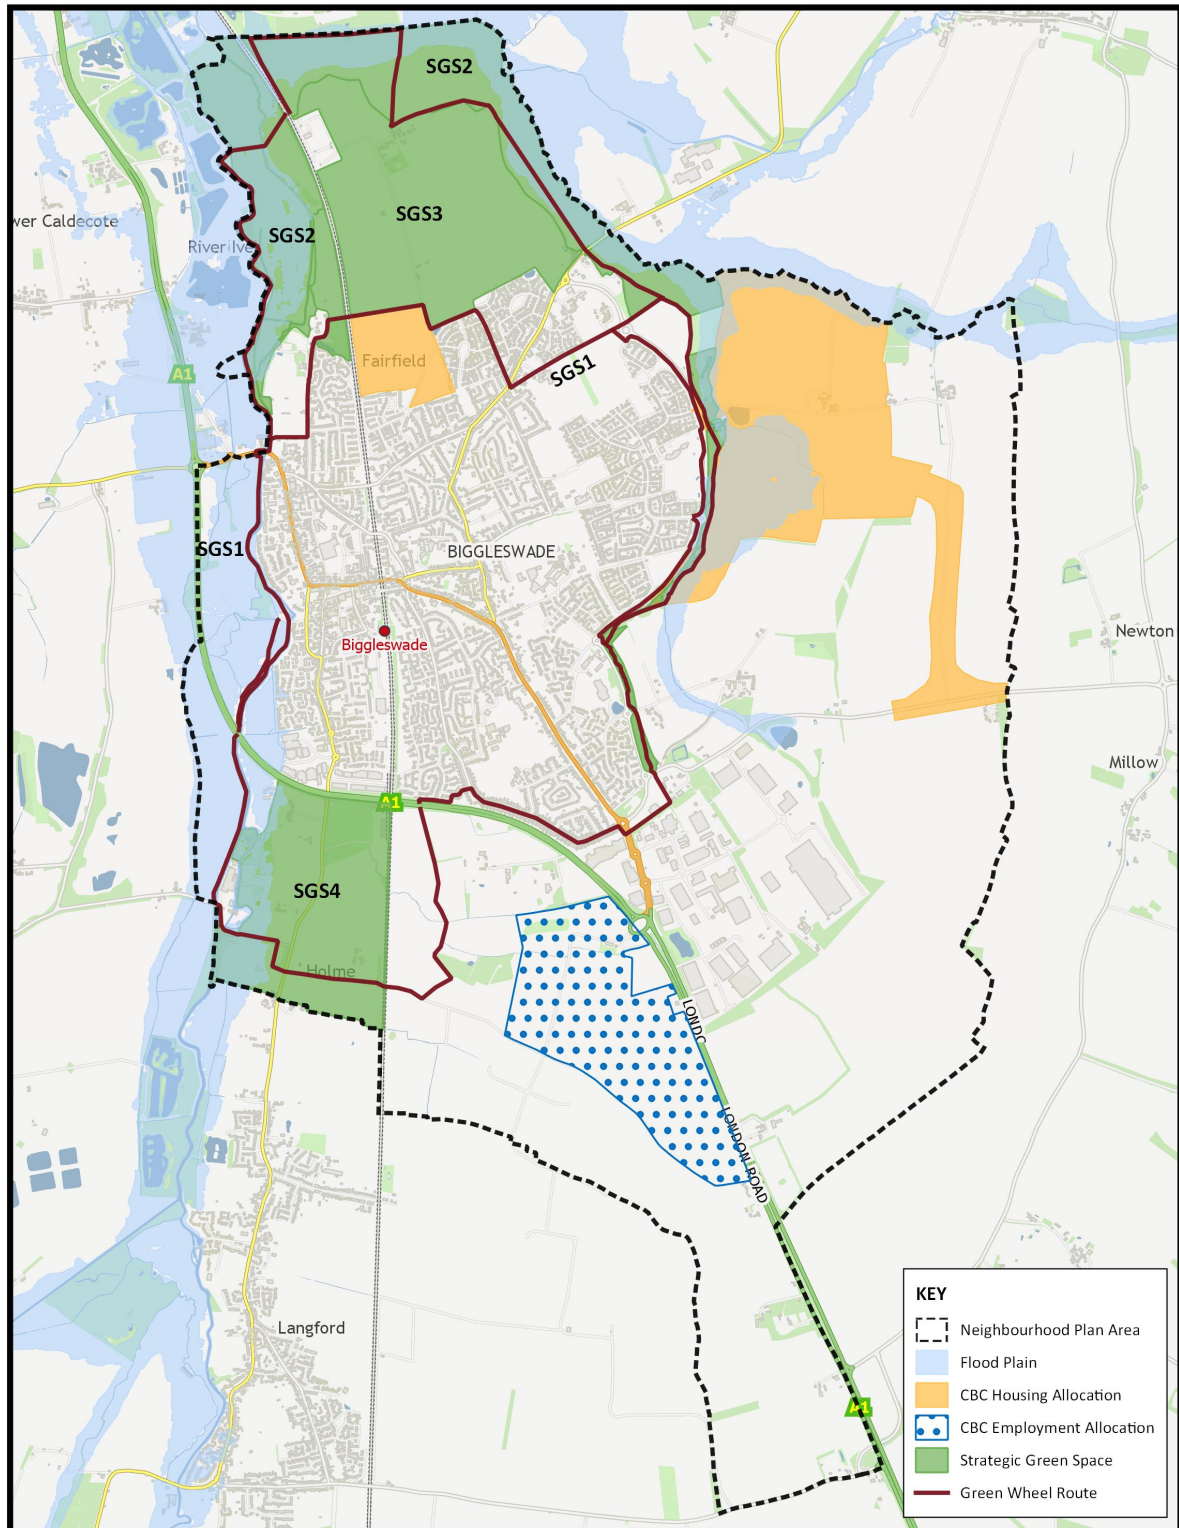 SGS2
SGS3
wer Caldecote
SGS2
River Ive
Fairfield
SGS1
A1
SGS1
BIGGLESWADE
Biggleswade
Newton
Millow
A1
SGS4
Holme
LONDC
LONDON ROAD
Langford
A1
KEY
Neighbourhood Plan Area
Flood Plain
CBC Housing Allocation
CBC Employment Allocation
Strategic Green Space
Green Wheel Route